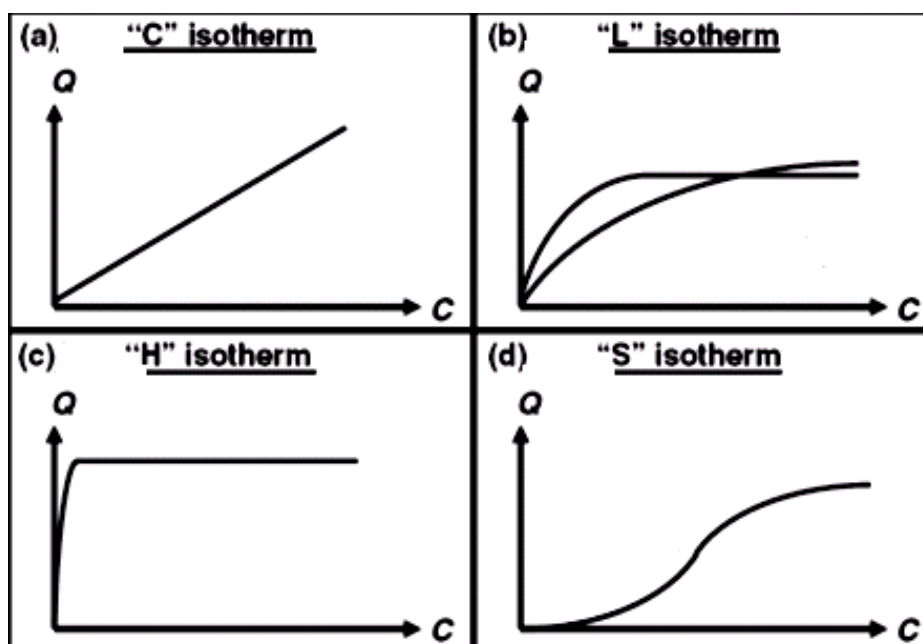 (a) "C" isotherm
Q
C
(b) "L" isotherm
Q
C
(c) "H" isotherm
Q
C
(d) "S" isotherm
Q
C